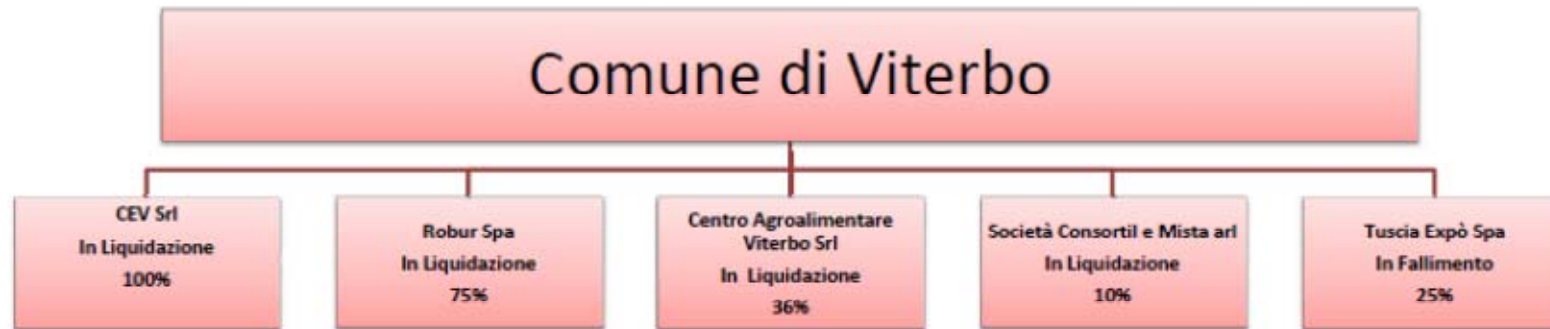 Comune di Viterbo
CEV Srl
In Liquidazione
100%
Robur Spa
In Liquidazione
75%
Centro Agroalimentare
Viterbo Srl
In Liquidazione
36%
Società Consortil e Mista arl
In Liquidazione
10%
Tuscia Expò Spa
In Fallimento
25%